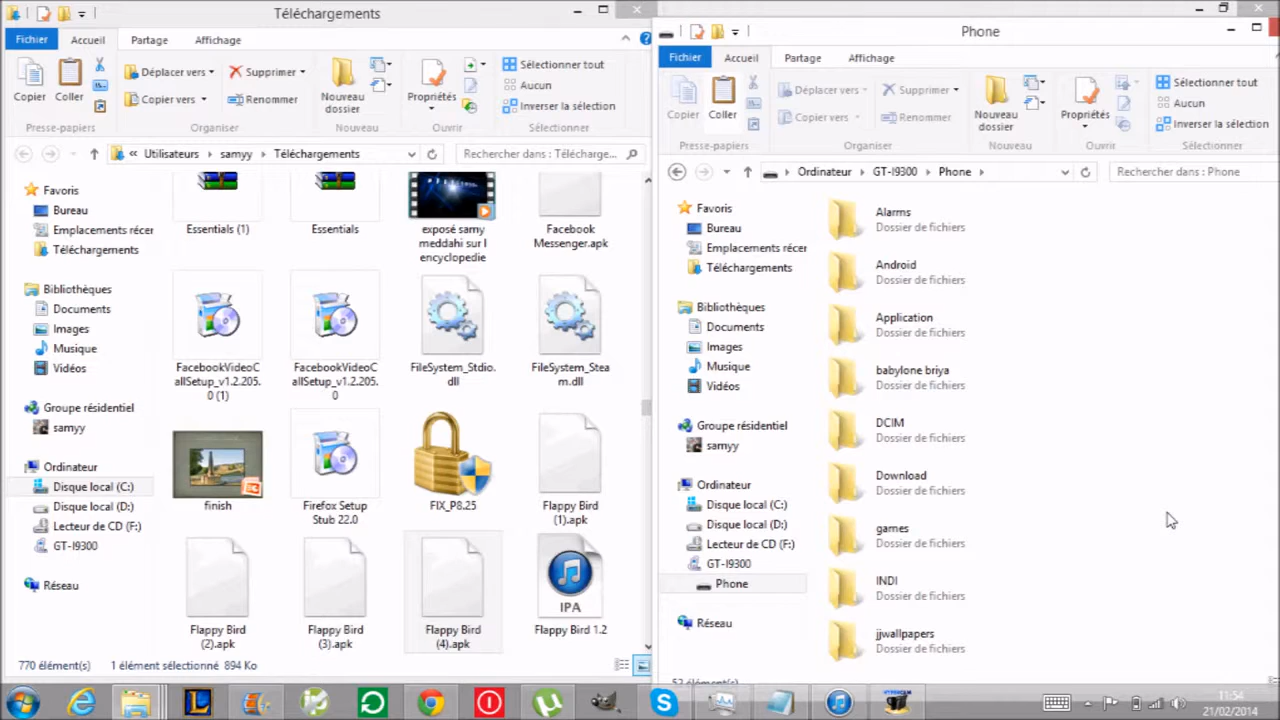 Téléchargements
Fichier
Accueil
Partage
Affichage
Copier
Coller
Déplacer vers
Copier vers
Supprimer
Renommer
Nouveau
dossier
Propriétés
Sélectionner tout
Aucun
Inverser la sélection
Presse-papiers
Organiser
Nouveau
Ouvrir
Sélectionner
«
Utilisateurs
samyy
Téléchargements
Rechercher dans : Télécharge...
Favoris
Bureau
Emplacements récer
Téléchargements
Bibliothèques
Documents
Images
Musique
Vidéos
Groupe résidentiel
samyy
Ordinateur
Disque local (C:)
Disque local (D:)
Lecteur de CD (F:)
GT-I9300
Réseau
Essentials (1)
Essentials
exposé samy
meddahi sur l
encyclopedie
Facebook
Messenger.apk
FacebookVideoC
allSetup_v1.2.205.
0 (1)
FacebookVideoC
allSetup_v1.2.205.
0
FileSystem_Stdio.
dll
FileSystem_Stea
m.dll
finish
Firefox Setup
Stub 22.0
FIX_P8.25
Flappy Bird
(1).apk
Flappy Bird
(2).apk
Flappy Bird
(3).apk
Flappy Bird
(4).apk
IPA
Flappy Bird 1.2
770 élément(s)
1 élément sélectionné 894 Ko
Phone
Fichier
Accueil
Partage
Affichage
Copier
Coller
Déplacer vers
Copier vers
Supprimer
Renommer
Nouveau
dossier
Propriétés
Sélectionner tout
Aucun
Inverser la sélection
Presse-papiers
Organiser
Nouveau
Ouvrir
Sélectionner
Ordinateur
GT-I9300
Phone
Rechercher dans : Phone
Favoris
Bureau
Emplacements récer
Téléchargements
Bibliothèques
Documents
Images
Musique
Vidéos
Groupe résidentiel
samyy
Ordinateur
Disque local (C:)
Disque local (D:)
Lecteur de CD (F:)
GT-I9300
Phone
Réseau
Alarms
Dossier de fichiers
Android
Dossier de fichiers
Application
Dossier de fichiers
babylone briya
Dossier de fichiers
DCIM
Dossier de fichiers
Download
Dossier de fichiers
games
Dossier de fichiers
INDI
Dossier de fichiers
jjwallpapers
Dossier de fichiers
52 élément(s)
11:54
21/02/2014